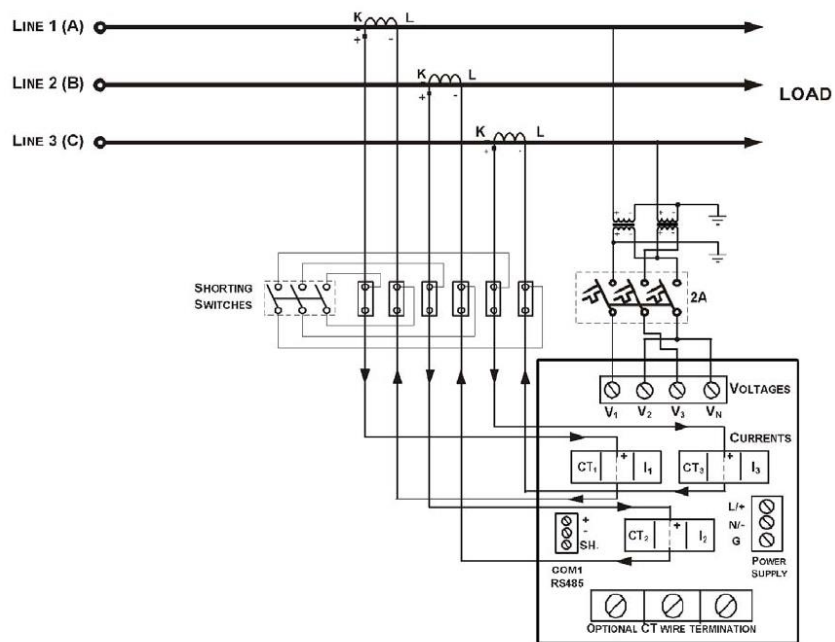 LINE 1 (A)
K
L
+
-
LINE 2 (B)
K
L
+
-
LOAD
LINE 3 (C)
K
L
+
-
+ -
+ -
+ -
+ -
SHORTING
SWITCHES
2A
VOLTAGES
V1
V2
V3
VN
CURRENTS
CT1
+
I1
CT3
+
I3
CT2
+
I2
+
-
SH.
COM1
RS485
L/+
N/-
G
POWER
SUPPLY
OPTIONAL CT WIRE TERMINATION